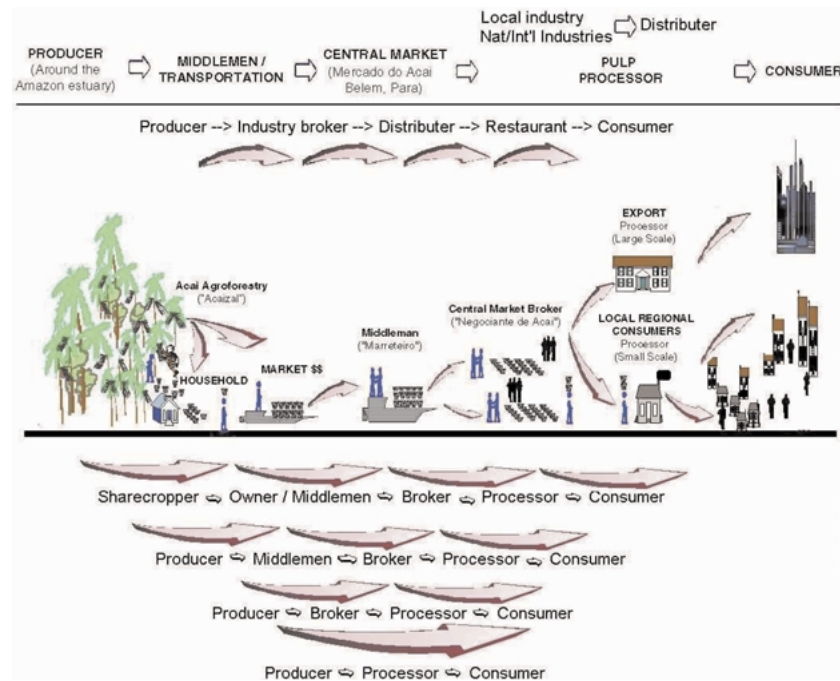 Local industry
Nat/Int'l Industries
Distributer
PRODUCER
(Around the
Amazon estuary)
MIDDLEMEN /
TRANSPORTATION
CENTRAL MARKET
(Mercado do Acai
Belem, Para)
PULP
PROCESSOR
CONSUMER
Producer --> Industry broker --> Distributer --> Restaurant --> Consumer
EXPORT
Processor
(Large Scale)
Acai Agroforestry
("Acaizal")
Central Market Broker
("Negociante de Acai")
LOCAL REGIONAL
CONSUMERS
Processor
(Small Scale)
Middleman
("Marreteiro")
HOUSEHOLD
MARKET $$
Sharecropper ⇨ Owner / Middlemen ⇨ Broker ⇨ Processor ⇨ Consumer
Producer ⇨ Middlemen ⇨ Broker ⇨ Processor ⇨ Consumer
Producer ⇨ Broker ⇨ Processor ⇨ Consumer
Producer ⇨ Processor ⇨ Consumer